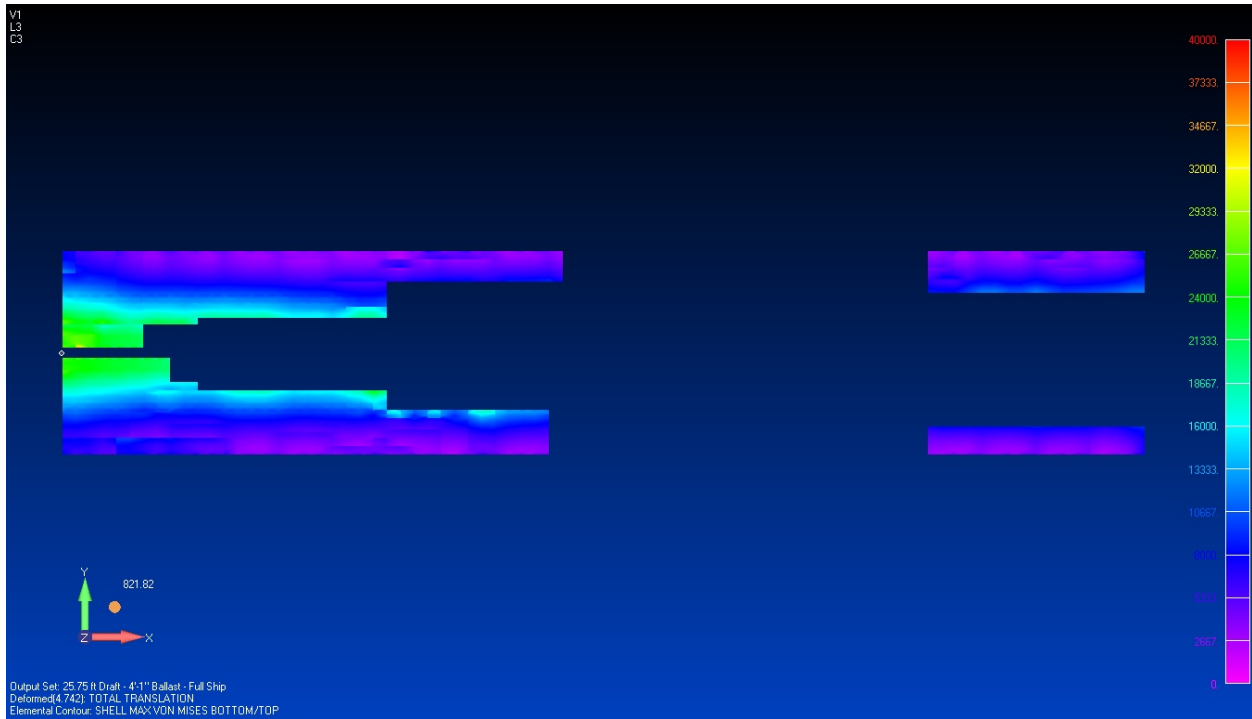 V1
L3
C3
40000.
37333.
34667.
32000.
29333.
26667.
24000.
21333.
18667.
16000.
13333.
10667.
8000.
2667.
0.
Y
821.82
Z
X
Output Set: 25.75 ft Draft - 4'-1" Ballast - Full Ship
Deformed(4.742): TOTAL TRANSLATION
Elemental Contour: SHELL MAX VON MISES BOTTOM/TOP